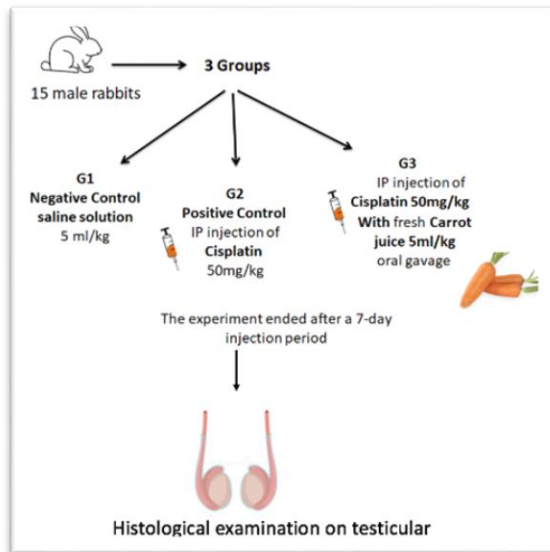 15 male rabbits
3 Groups
G1
Negative Control
saline solution
5 ml/kg
G2
Positive Control
IP injection of
Cisplatin
50mg/kg
G3
IP injection of
Cisplatin 50mg/kg
With fresh Carrot
juice 5ml/kg
oral gavage
The experiment ended after a 7-day
injection period
Histological examination on testicular